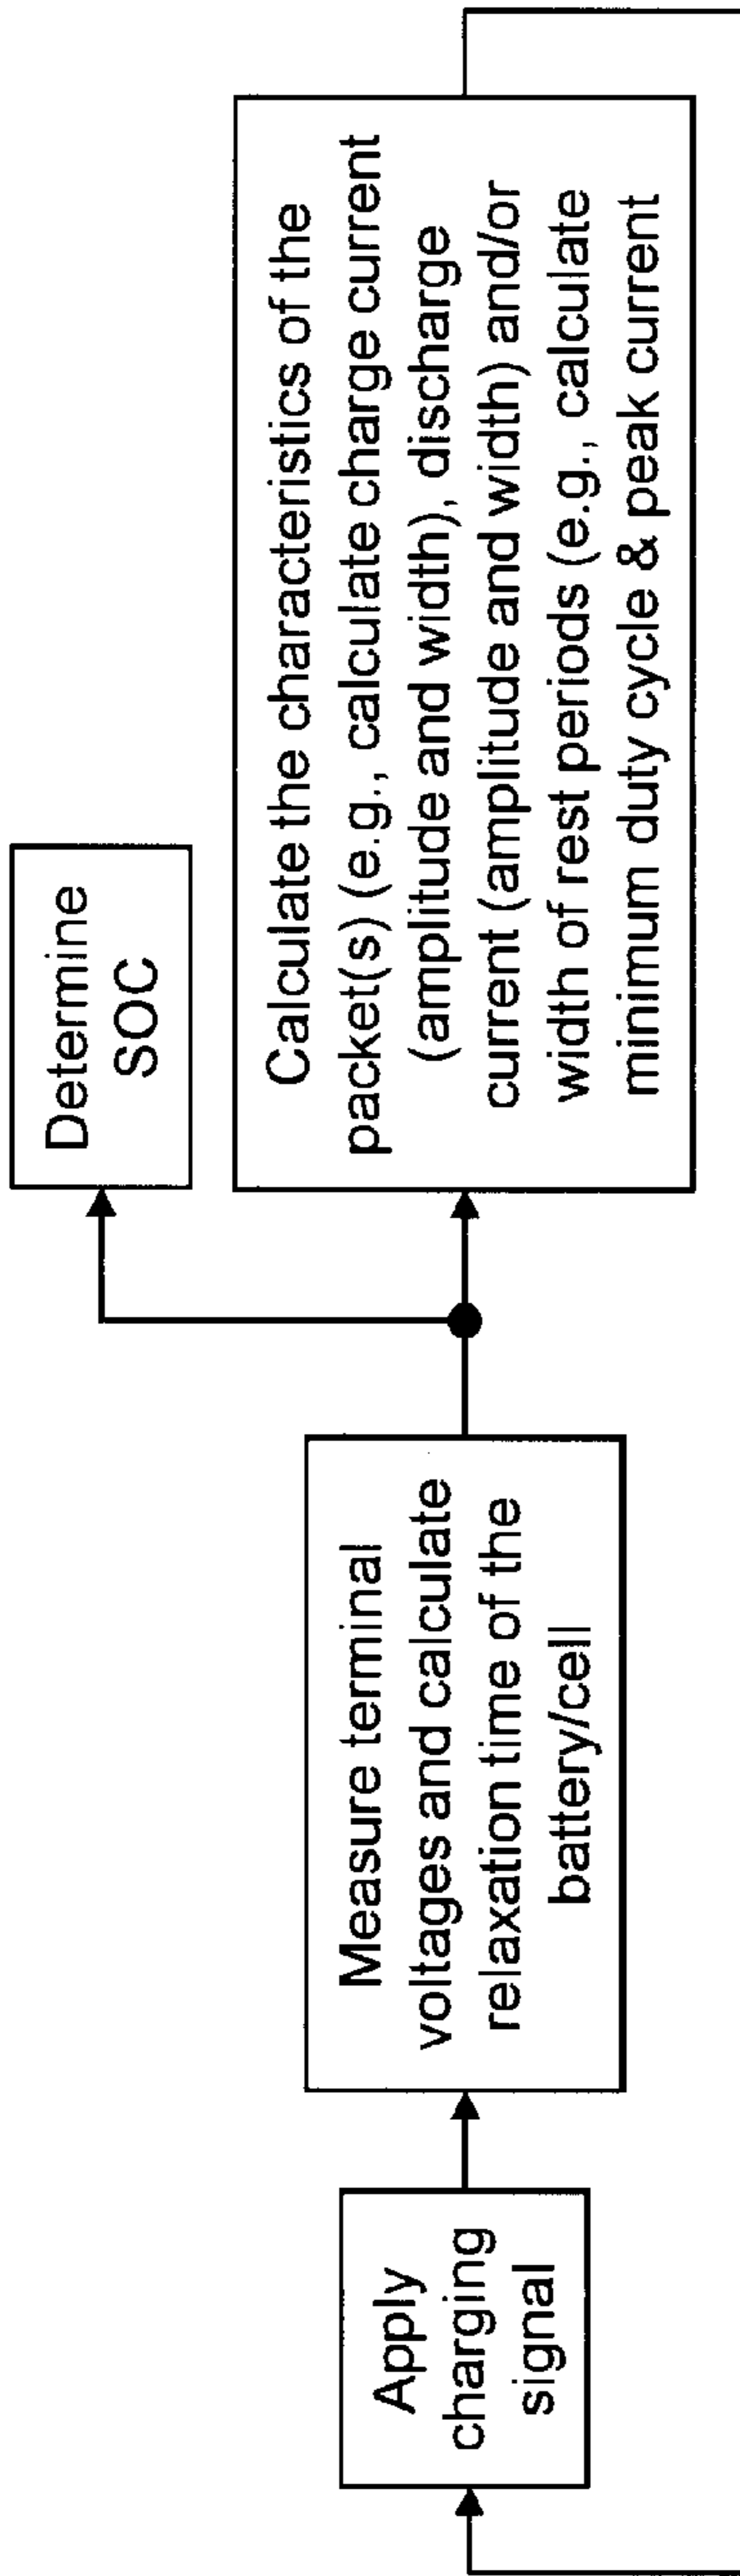 Apply
charging
signal
Measure terminal
voltages and calculate
relaxation time of the
battery/cell
Determine
SOC
Calculate the characteristics of the
packet(s) (e.g., calculate charge current
(amplitude and width), discharge
current (amplitude and width) and/or
width of rest periods (e.g., calculate
minimum duty cycle & peak current